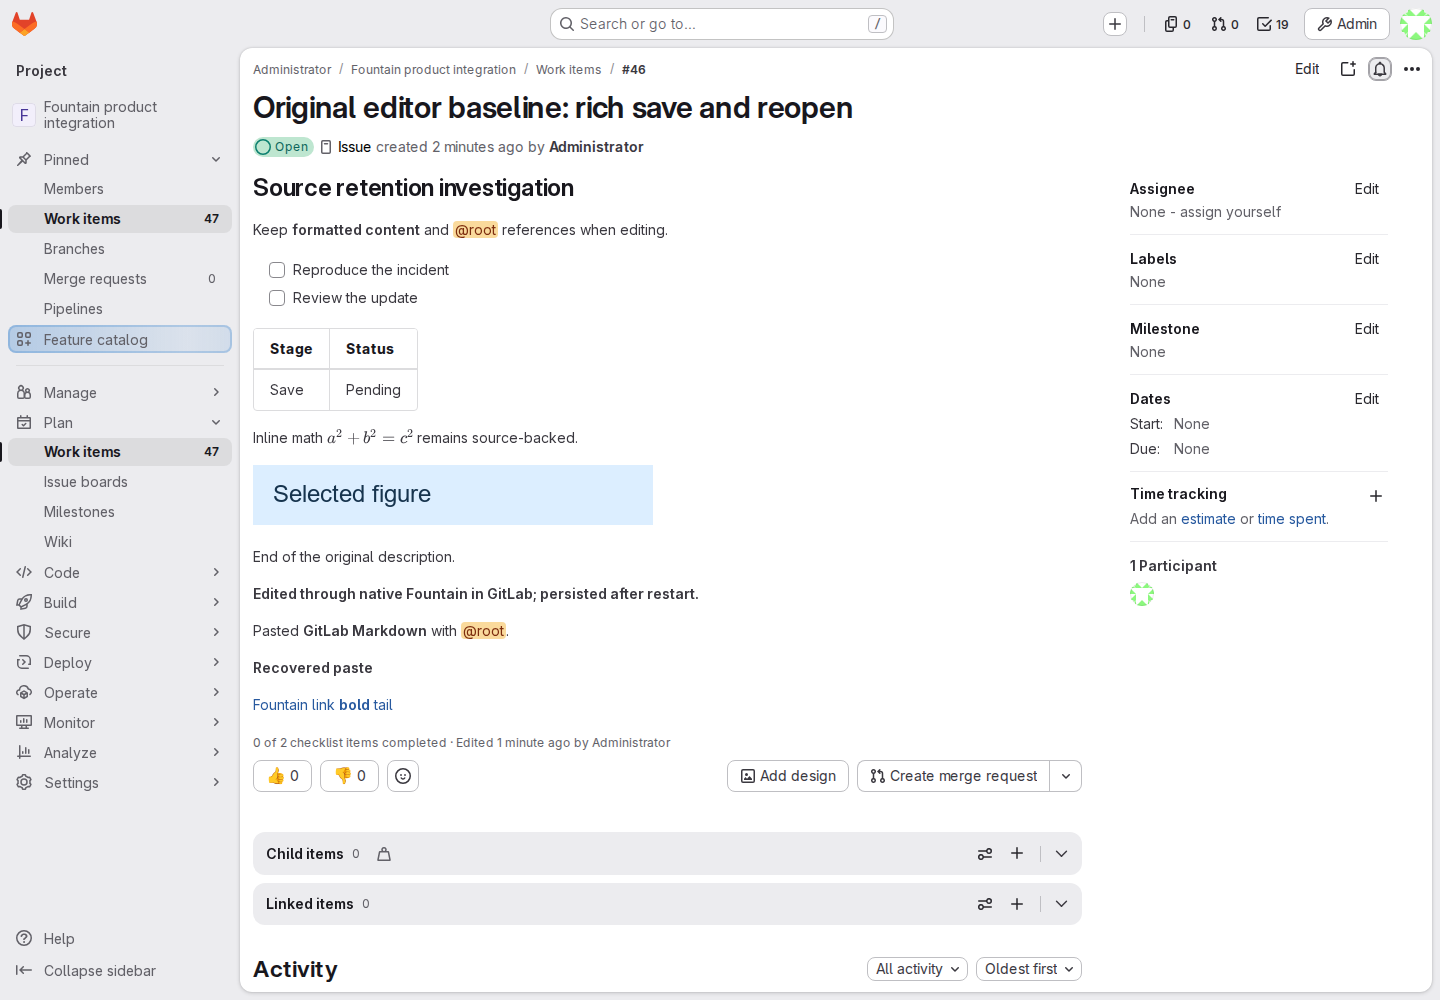 Search or go to...
/
0
0
19
Admin
Project
F
Fountain product integration
Pinned
Members
Work items 47
Branches
Merge requests 0
Pipelines
Feature catalog
Manage
Plan
Work items 47
Issue boards
Milestones
Wiki
Code
Build
Secure
Deploy
Operate
Monitor
Analyze
Settings
Help
Collapse sidebar
Administrator / Fountain product integration / Work items / #46
Edit
Original editor baseline: rich save and reopen
Open Issue created 2 minutes ago by Administrator
Source retention investigation
Keep formatted content and @root references when editing.
Reproduce the incident
Review the update
Stage Status
Save Pending
Inline math a² + b² = c² remains source-backed.
Selected figure
End of the original description.
Edited through native Fountain in GitLab; persisted after restart.
Pasted GitLab Markdown with @root.
Recovered paste
Fountain link bold tail
0 of 2 checklist items completed · Edited 1 minute ago by Administrator
👍 0
👎 0
Add design
Create merge request
Child items 0
Linked items 0
Activity
All activity
Oldest first
Assignee Edit
None - assign yourself
Labels Edit
None
Milestone Edit
None
Dates Edit
Start: None
Due: None
Time tracking
Add an estimate or time spent.
1 Participant